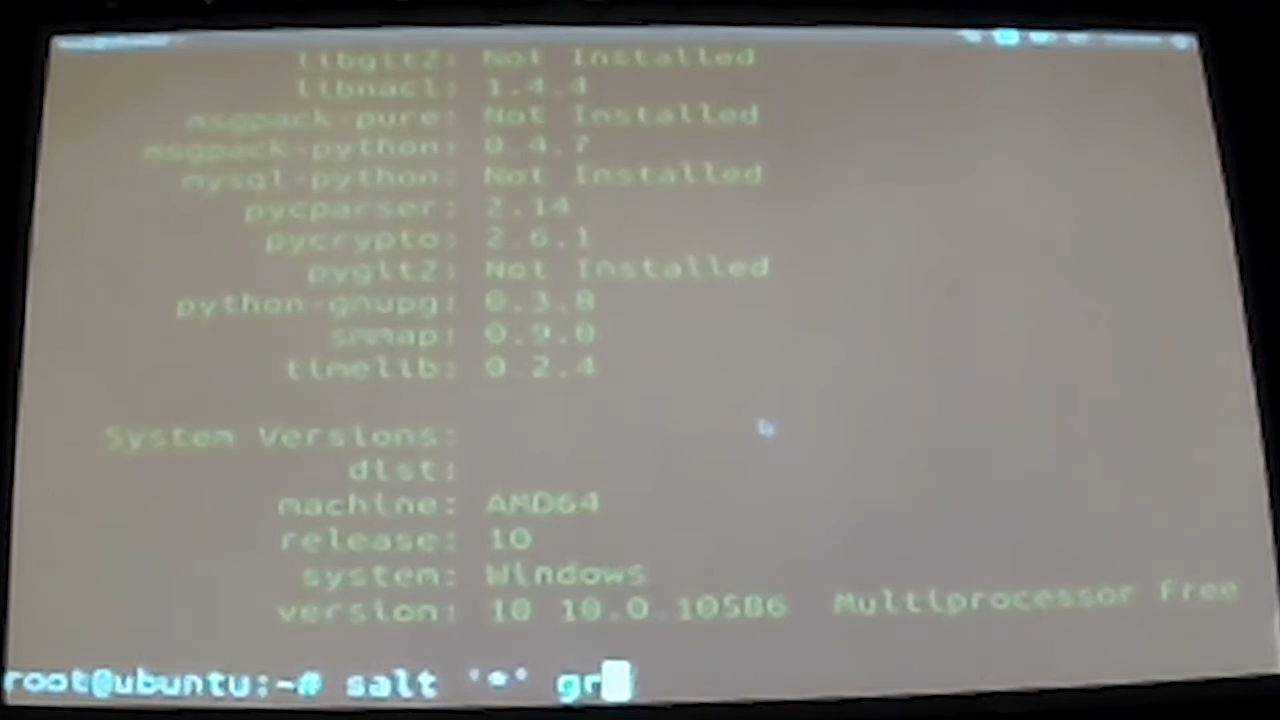 libgit2: Not Installed
libnacl: 1.4.4
msgpack-pure: Not Installed
msgpack-python: 0.4.7
mysql-python: Not Installed
pycparser: 2.14
pycrypto: 2.6.1
pygit2: Not Installed
python-gnupg: 0.3.8
smmap: 0.9.0
timelib: 0.2.4
System Versions:
dist:
machine: AMD64
release: 10
system: Windows
version: 10 10.0.10586 Multiprocessor Free
root@ubuntu:~# salt '*' gr